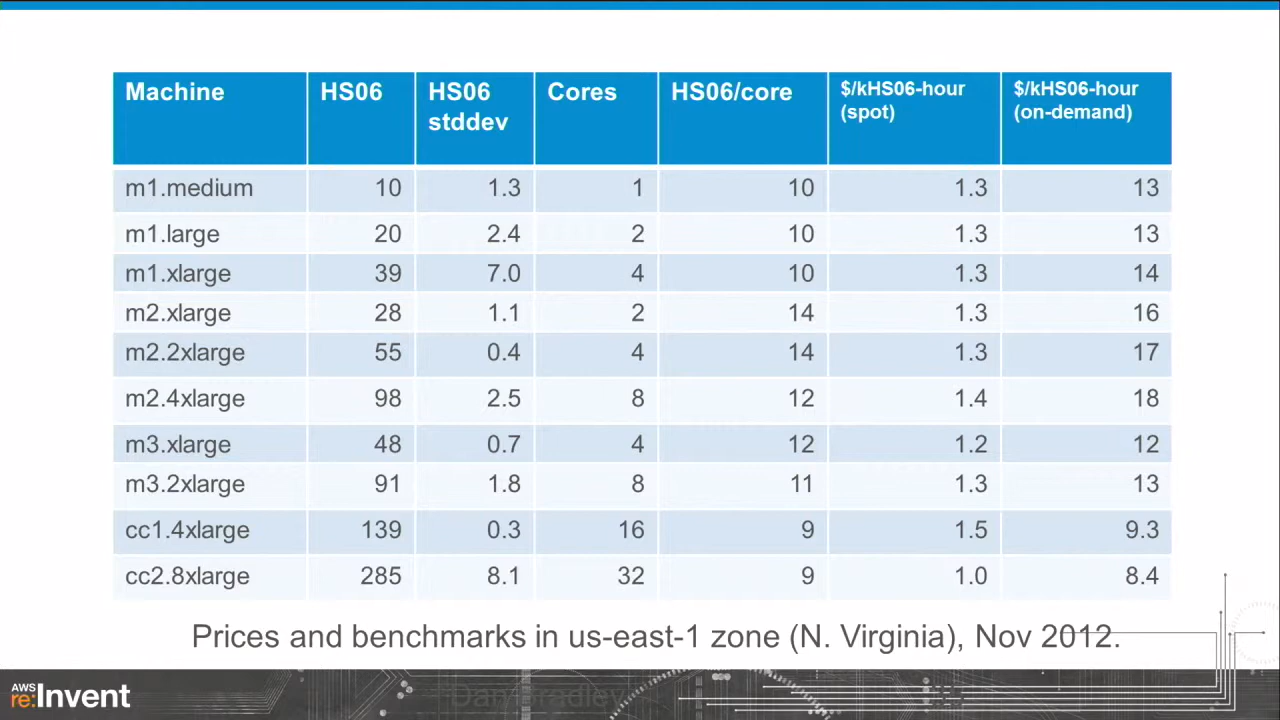 Machine HS06 HS06 stddev Cores HS06/core $/kHS06-hour (spot) $/kHS06-hour (on-demand)
m1.medium 10 1.3 1 10 1.3 13
m1.large 20 2.4 2 10 1.3 13
m1.xlarge 39 7.0 4 10 1.3 14
m2.xlarge 28 1.1 2 14 1.3 16
m2.2xlarge 55 0.4 4 14 1.3 17
m2.4xlarge 98 2.5 8 12 1.4 18
m3.xlarge 48 0.7 4 12 1.2 12
m3.2xlarge 91 1.8 8 11 1.3 13
cc1.4xlarge 139 0.3 16 9 1.5 9.3
cc2.8xlarge 285 8.1 32 9 1.0 8.4
Prices and benchmarks in us-east-1 zone (N. Virginia), Nov 2012.
AWS
re:Invent
Bradley